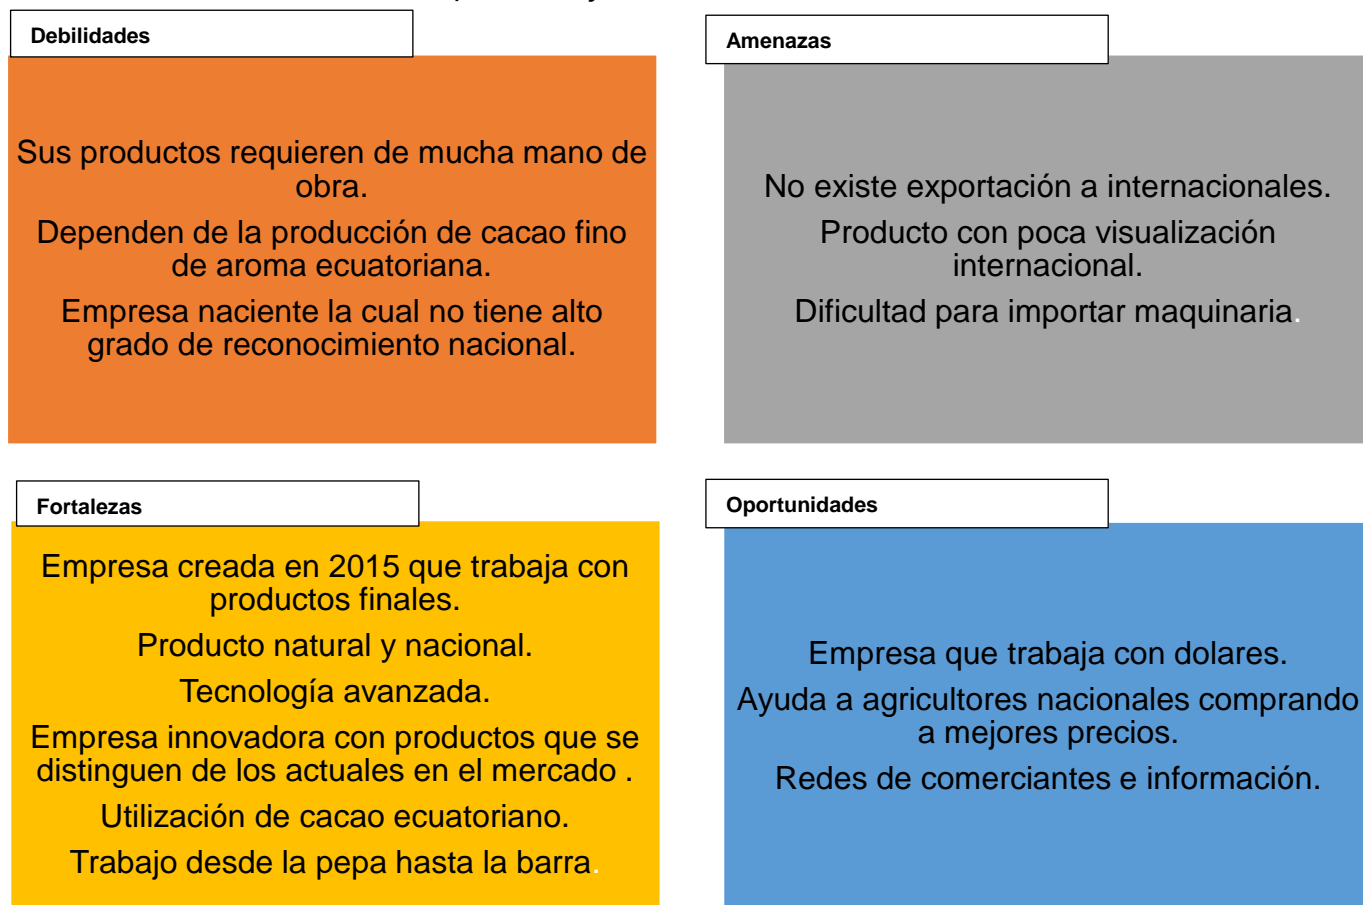 Debilidades
Sus productos requieren de mucha mano de
obra.
Dependen de la producción de cacao fino
de aroma ecuatoriana.
Empresa naciente la cual no tiene alto
grado de reconocimiento nacional.
Amenazas
No existe exportación a internacionales.
Producto con poca visualización
internacional.
Dificultad para importar maquinaria.
Fortalezas
Empresa creada en 2015 que trabaja con
productos finales.
Producto natural y nacional.
Tecnología avanzada.
Empresa innovadora con productos que se
distinguen de los actuales en el mercado .
Utilización de cacao ecuatoriano.
Trabajo desde la pepa hasta la barra.
Oportunidades
Empresa que trabaja con dolares.
Ayuda a agricultores nacionales comprando
a mejores precios.
Redes de comerciantes e información.